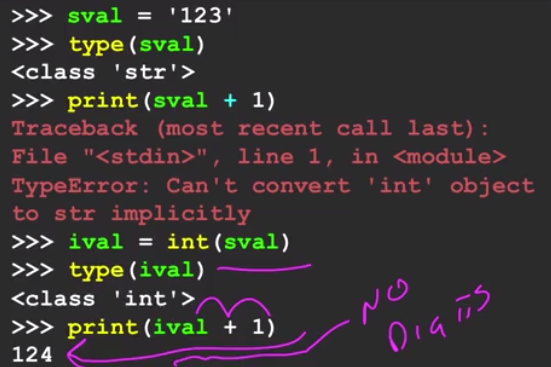 >>> sval = '123'
>>> type(sval)
<class 'str'>
>>> print(sval + 1)
Traceback (most recent call last):
File "<stdin>", line 1, in <module>
TypeError: Can't convert 'int' object
to str implicitly
>>> ival = int(sval)
>>> type(ival)
<class 'int'>
>>> print(ival + 1)
124
NO
DIGITS